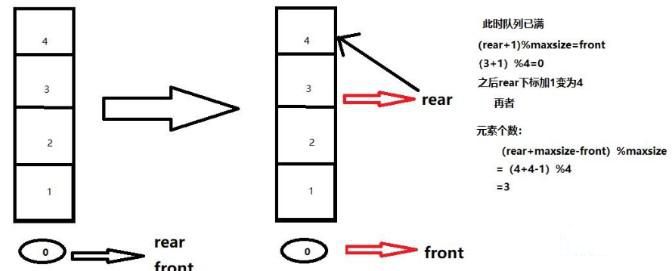 4
3
2
1
0
rear
front
4
3
2
1
0
rear
front
此时队列已满
(rear+1)%maxsize=front
(3+1) %4=0
之后rear下标加1变为4
再者
元素个数:
(rear+maxsize-front) %maxsize
= (4+4-1) %4
=3